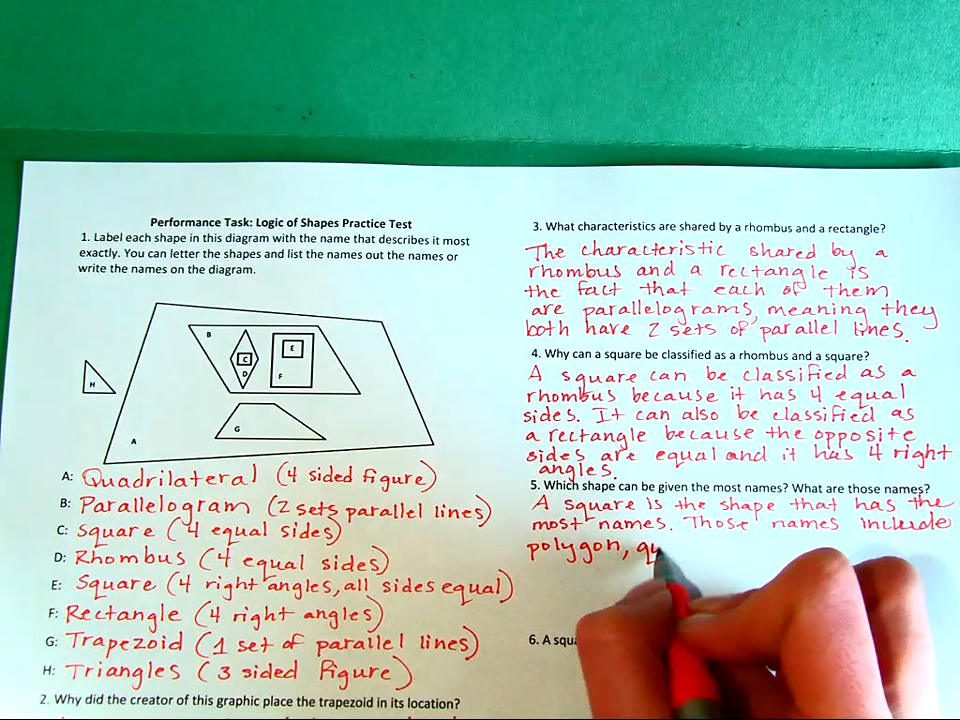 Performance Task: Logic of Shapes Practice Test
1. Label each shape in this diagram with the name that describes it most
exactly. You can letter the shapes and list the names out the names or
write the names on the diagram.
B
C
D
E
F
H
G
A
A: Quadrilateral (4 sided figure)
B: Parallelogram (2 sets parallel lines)
C: Square (4 equal sides)
D: Rhombus (4 equal sides)
E: Square (4 right angles, all sides equal)
F: Rectangle (4 right angles)
G: Trapezoid (1 set of parallel lines)
H: Triangles (3 sided Figure)
2. Why did the creator of this graphic place the trapezoid in its location?
3. What characteristics are shared by a rhombus and a rectangle?
The characteristic shared by a
rhombus and a rectangle is
the fact that each of them
are parallelograms, meaning they
both have 2 sets of parallel lines.
4. Why can a square be classified as a rhombus and a square?
A square can be classified as a
rhombus because it has 4 equal
sides. It can also be classified as
a rectangle because the opposite
sides are equal and it has 4 right
angles.
5. Which shape can be given the most names? What are those names?
A square is the shape that has the
most names. Those names include
polygon, qu
6. A squ